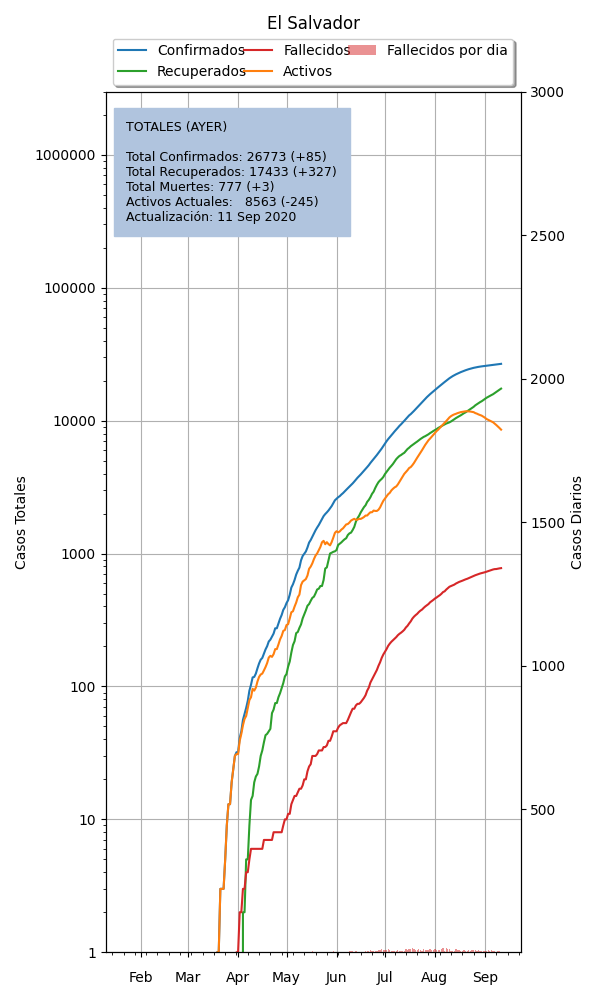 El Salvador
Confirmados
Fallecidos
Fallecidos por dia
Recuperados
Activos
TOTALES (AYER)
Total Confirmados: 26773 (+85)
Total Recuperados: 17433 (+327)
Total Muertes: 777 (+3)
Activos Actuales:   8563 (-245)
Actualización: 11 Sep 2020
Casos Totales
1000000
100000
10000
1000
100
10
1
Casos Diarios
3000
2500
2000
1500
1000
500
Feb
Mar
Apr
May
Jun
Jul
Aug
Sep